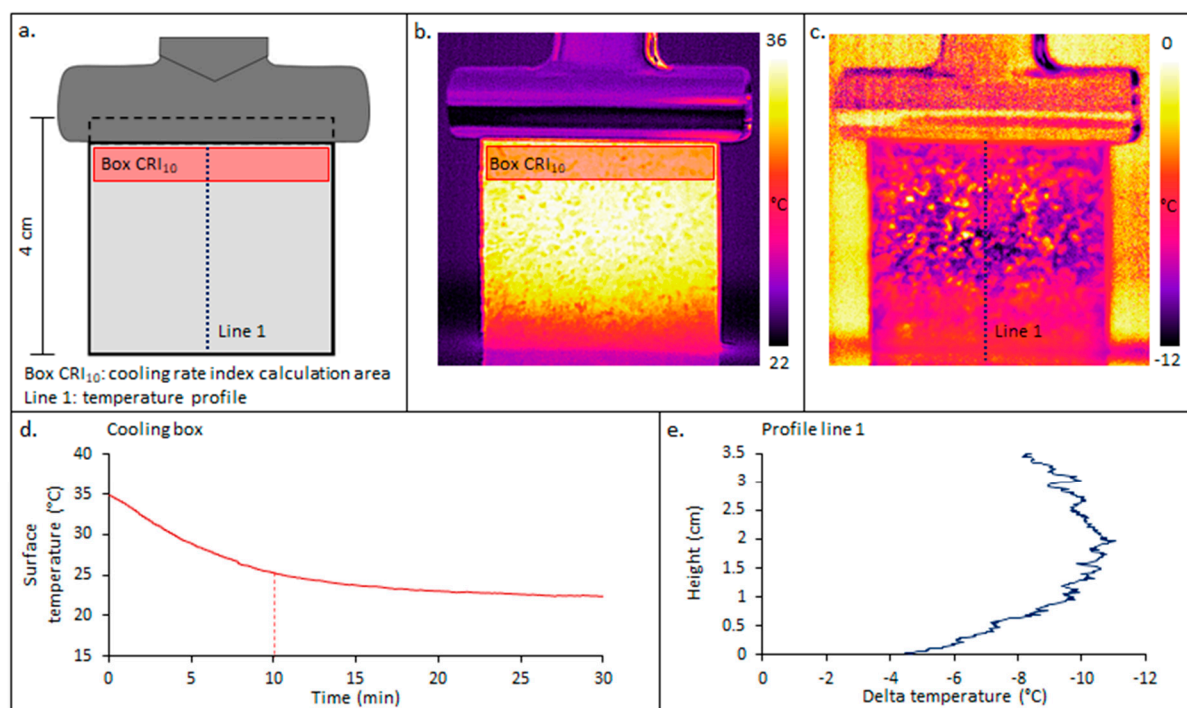 a.
Box CRI₁₀
4 cm
Line 1
Box CRI₁₀: cooling rate index calculation area
Line 1: temperature profile
b.
36
Box CRI₁₀
°C
22
c.
0
°C
Line 1
-12
d.
Cooling box
Surface
temperature (°C)
40
35
30
25
20
15
0 5 10 15 20 25 30
Time (min)
e.
Profile line 1
Height (cm)
3.5
3
2.5
2
1.5
1
0.5
0
0 -2 -4 -6 -8 -10 -12
Delta temperature (°C)